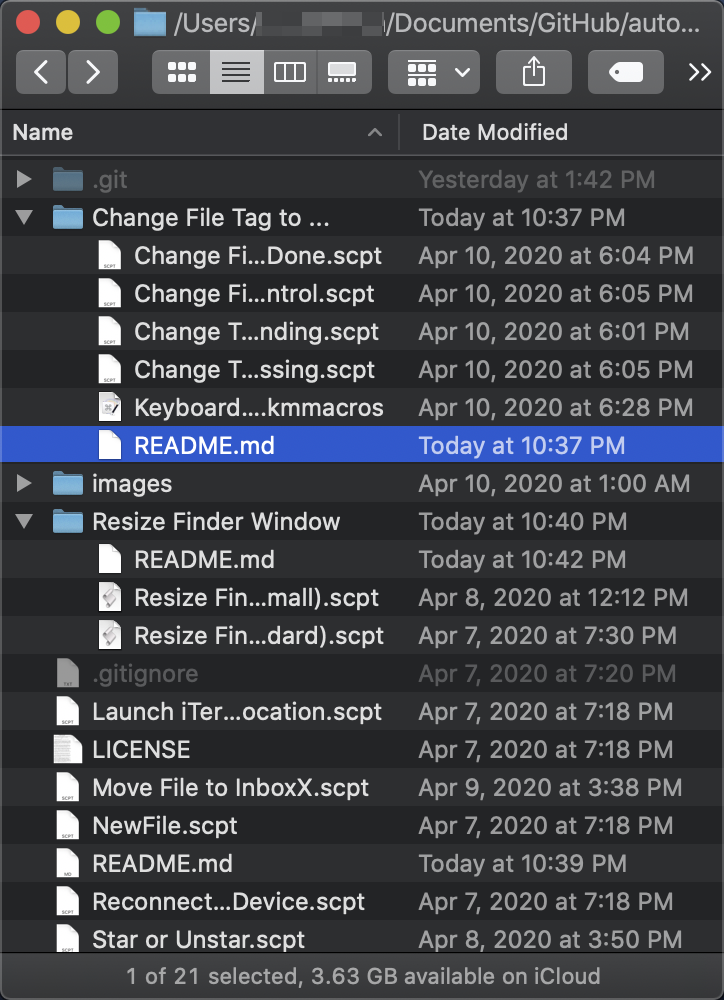 /Users/ /Documents/GitHub/auto...
Name Date Modified
.git Yesterday at 1:42 PM
Change File Tag to ... Today at 10:37 PM
Change Fi...Done.scpt Apr 10, 2020 at 6:04 PM
Change Fi...ntrol.scpt Apr 10, 2020 at 6:05 PM
Change T...nding.scpt Apr 10, 2020 at 6:01 PM
Change T...ssing.scpt Apr 10, 2020 at 6:05 PM
Keyboard....kmmacros Apr 10, 2020 at 6:28 PM
README.md Today at 10:37 PM
images Apr 10, 2020 at 1:00 AM
Resize Finder Window Today at 10:40 PM
README.md Today at 10:42 PM
Resize Fin...mall).scpt Apr 8, 2020 at 12:12 PM
Resize Fin...dard).scpt Apr 7, 2020 at 7:30 PM
.gitignore Apr 7, 2020 at 7:20 PM
Launch iTer...ocation.scpt Apr 7, 2020 at 7:18 PM
LICENSE Apr 7, 2020 at 7:18 PM
Move File to InboxX.scpt Apr 9, 2020 at 3:38 PM
NewFile.scpt Apr 7, 2020 at 7:18 PM
README.md Today at 10:39 PM
Reconnect...Device.scpt Apr 7, 2020 at 7:18 PM
Star or Unstar.scpt Apr 8, 2020 at 3:50 PM
1 of 21 selected, 3.63 GB available on iCloud